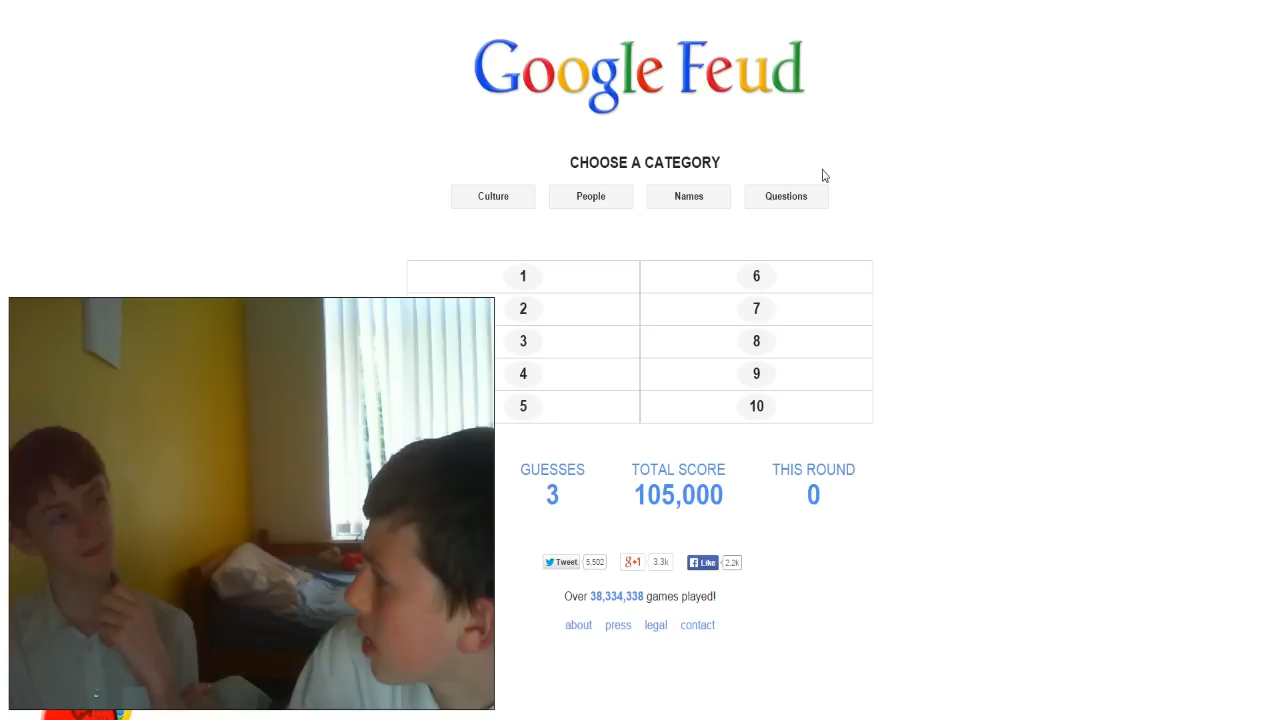 Google Feud
CHOOSE A CATEGORY
Culture People Names Questions
1 6
2 7
3 8
4 9
5 10
GUESSES TOTAL SCORE THIS ROUND
3 105,000 0
Tweet 5,502 g+1 3.3k Like 2.2k
Over 38,334,338 games played!
about press legal contact